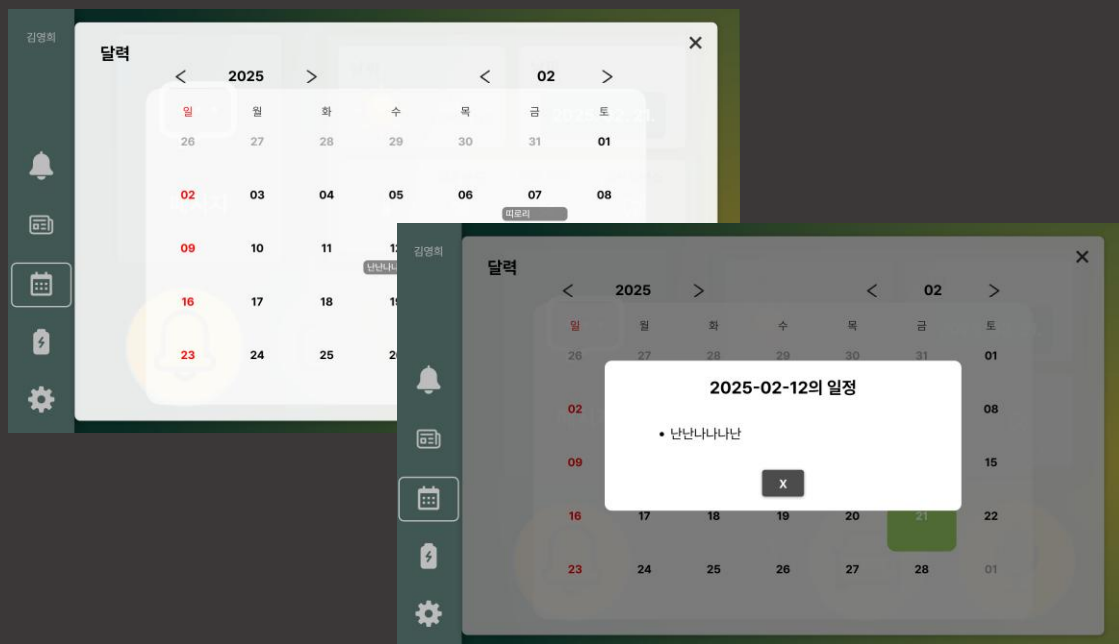 김영희
달력
2025 02
일 월 화 수 목 금 토
26 27 28 29 30 31 01
02 03 04 05 06 07 08
띠로리
09 10 11
16 17 18
23 24 25
김영희
달력
2025 02
일 월 화 수 목 금 토
26 27 28 29 30 31 01
2025-02-12의 일정
02 08
• 난난나나나난
09 15
X
16 17 18 19 20 21 22
23 24 25 26 27 28 01